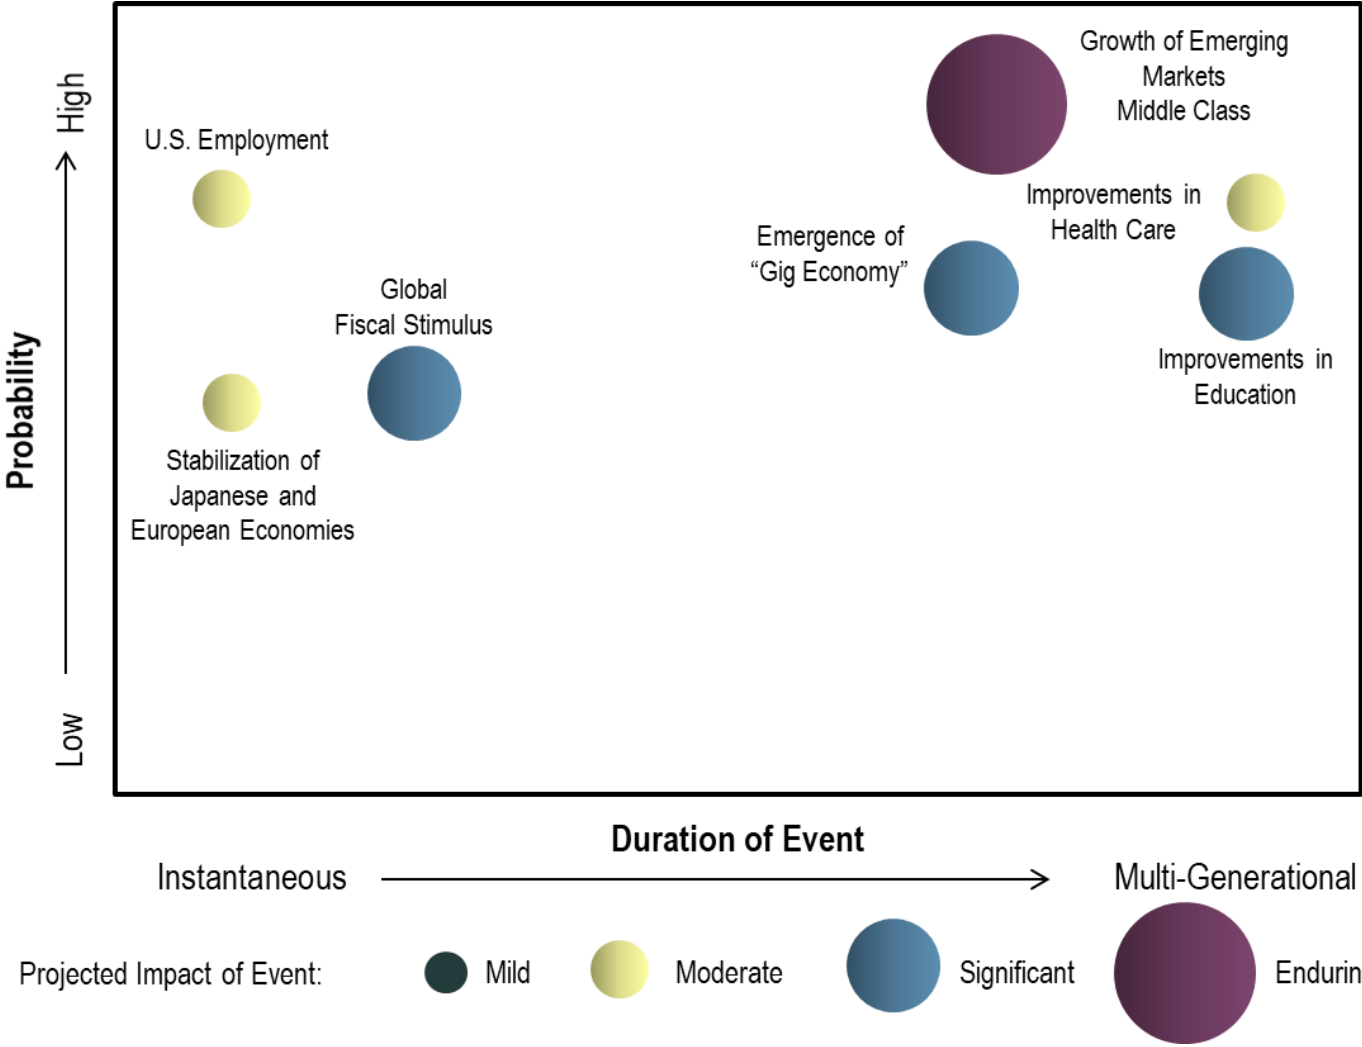 Growth of Emerging
Markets
Middle Class
High
U.S. Employment
Improvements in
Health Care
Emergence of
“Gig Economy”
Global
Fiscal Stimulus
Improvements in
Education
Probability
Stabilization of
Japanese and
European Economies
Low
Duration of Event
Instantaneous
Multi-Generational
Projected Impact of Event:
Mild
Moderate
Significant
Endurin